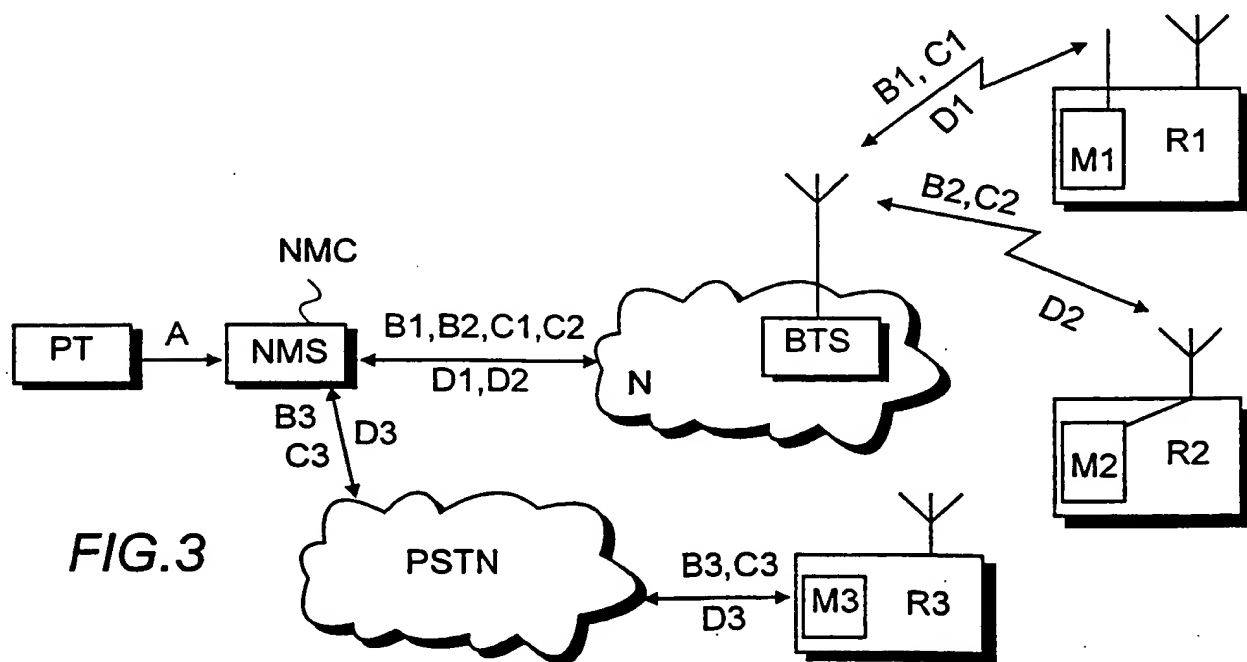 B1, C1
D1
M1
R1
B2,C2
D2
NMC
PT
A
NMS
B1,B2,C1,C2
D1,D2
N
BTS
M2
R2
B3
C3
D3
FIG.3
PSTN
B3,C3
D3
M3
R3